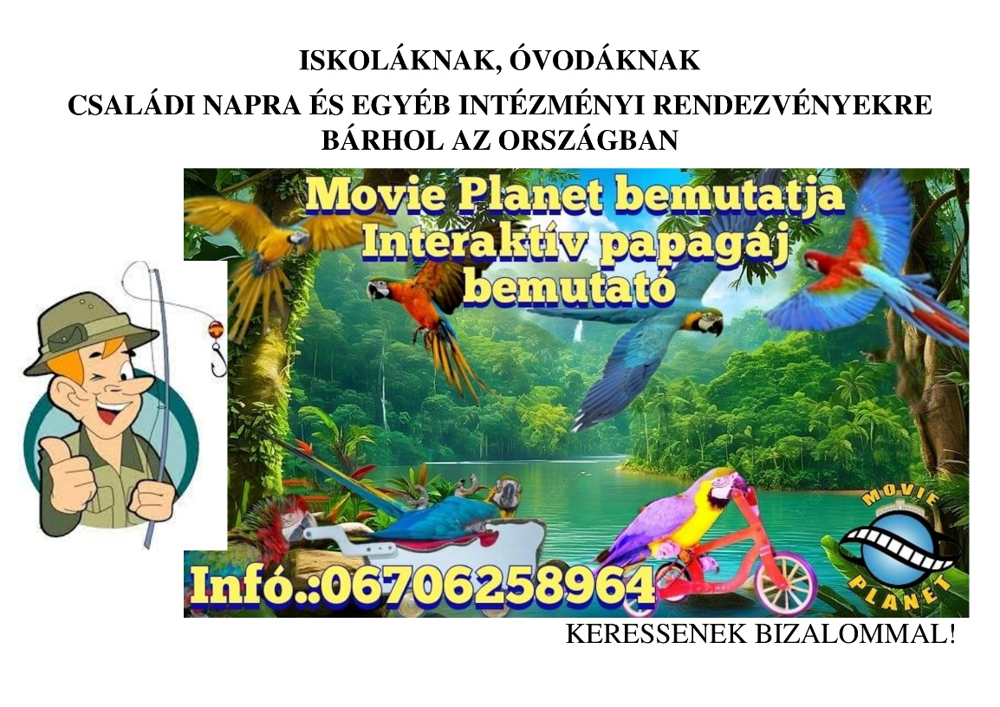 ISKOLÁKNAK, ÓVODÁKNAK
CSALÁDI NAPRA ÉS EGYÉB INTÉZMÉNYI RENDEZVÉNYEKRE
BÁRHOL AZ ORSZÁGBAN
Movie Planet bemutatja
Interaktív papagáj
bemutató
MOVIE
PLANET
Infó.:06706258964
KERESSENEK BIZALOMMAL!